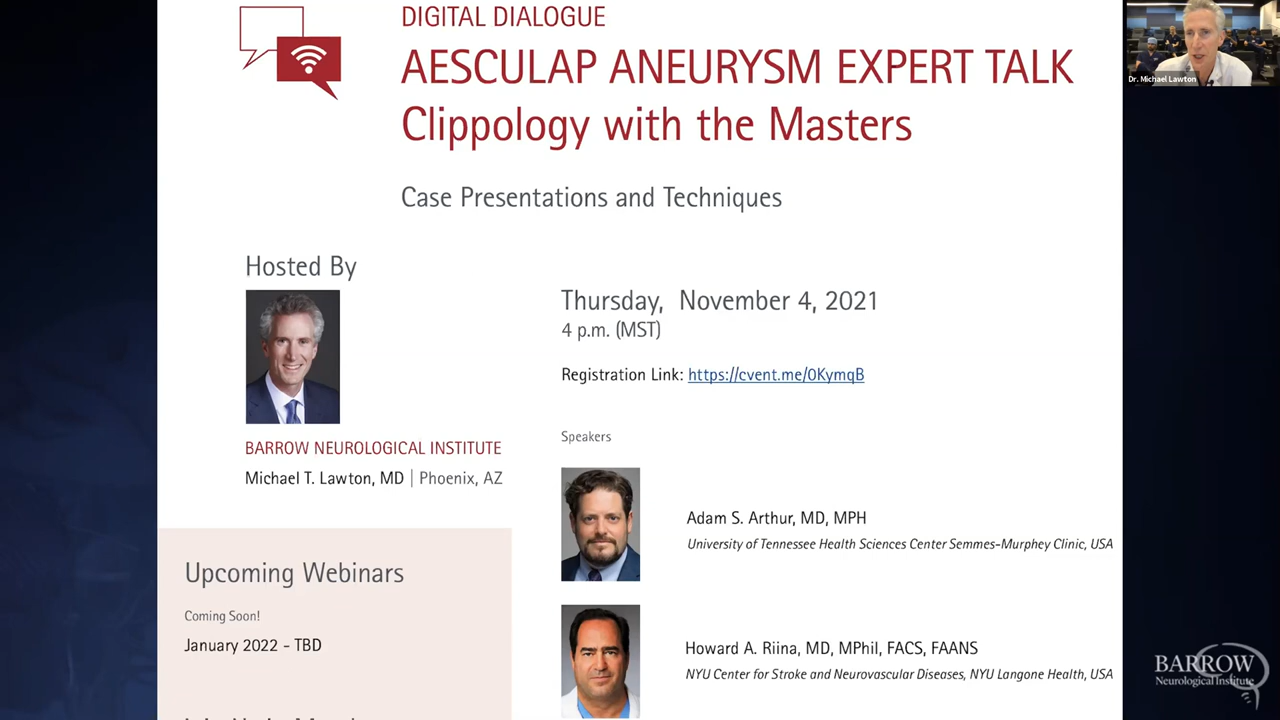 DIGITAL DIALOGUE
AESCULAP ANEURYSM EXPERT TALK
Clippology with the Masters
Case Presentations and Techniques
Hosted By
BARROW NEUROLOGICAL INSTITUTE
Michael T. Lawton, MD | Phoenix, AZ
Upcoming Webinars
Coming Soon!
January 2022 - TBD
Thursday, November 4, 2021
4 p.m. (MST)
Registration Link: https://cvent.me/0KymqB
Speakers
Adam S. Arthur, MD, MPH
University of Tennessee Health Sciences Center Semmes-Murphey Clinic, USA
Howard A. Riina, MD, MPhil, FACS, FAANS
NYU Center for Stroke and Neurovascular Diseases, NYU Langone Health, USA
Dr. Michael Lawton
BARROW
Neurological Institute